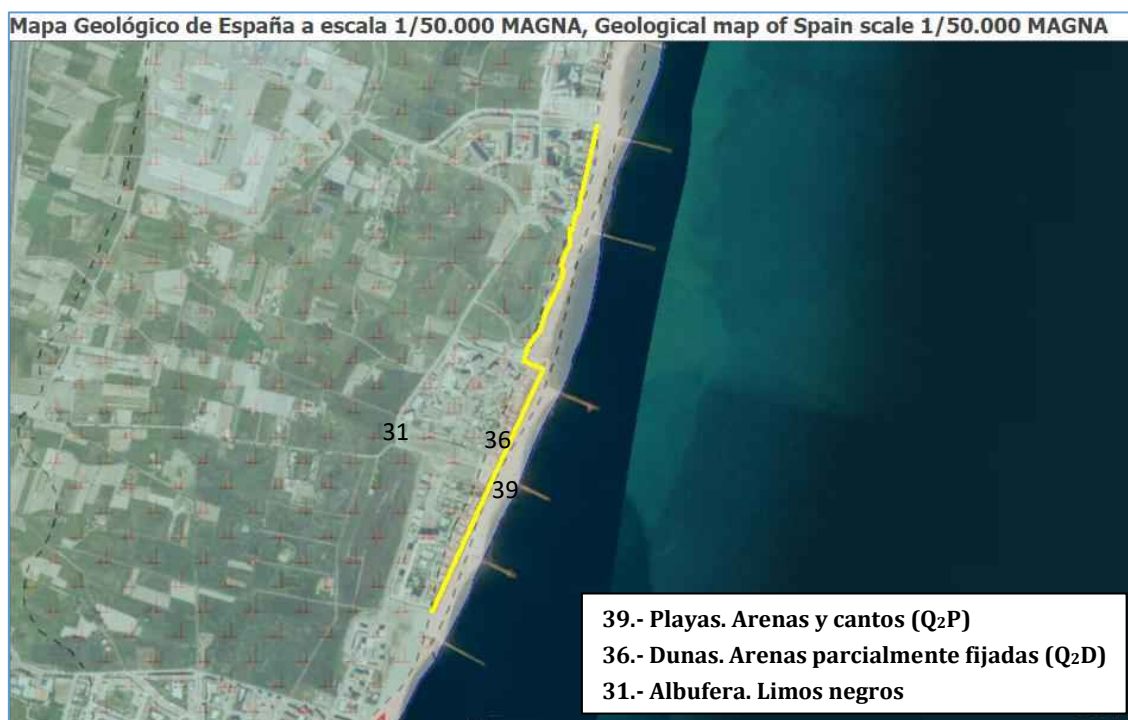 Mapa Geológico de España a escala 1/50.000 MAGNA, Geological map of Spain scale 1/50.000 MAGNA
31
36
39
39.- Playas. Arenas y cantos (Q₂P)
36.- Dunas. Arenas parcialmente fijadas (Q₂D)
31.- Albufera. Limos negros